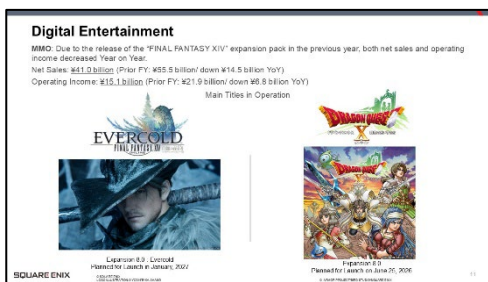 Digital Entertainment
MMO: Due to the release of the "FINAL FANTASY XIV" expansion pack in the previous year, both net sales and operating
income decreased Year on Year.
Net Sales: ¥41.0 billion (Prior FY: ¥55.5 billion/ down ¥14.5 billion YoY)
Operating Income: ¥15.1 billion (Prior FY: ¥21.9 billion/ down ¥6.8 billion YoY)
Main Titles in Operation
EVERCOLD
FINAL FANTASY XIV
DRAGON QUEST
X
DRAGON QUEST
X
Expansion 8.0 : Evercold
Planned for Launch in January, 2027
Expansion 8.0
Planned for Launch on June 25, 2026
SQUARE ENIX